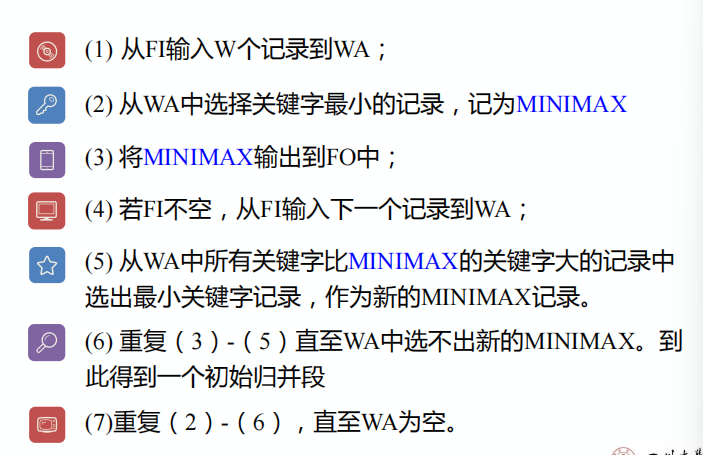 (1) 从FI输入W个记录到WA；
(2) 从WA中选择关键字最小的记录，记为MINIMAX
(3) 将MINIMAX输出到FO中；
(4) 若FI不空，从FI输入下一个记录到WA；
(5) 从WA中所有关键字比MINIMAX的关键字大的记录中
选出最小关键字记录，作为新的MINIMAX记录。
(6) 重复（3）-（5）直至WA中选不出新的MINIMAX。到
此得到一个初始归并段
(7)重复（2）-（6），直至WA为空。